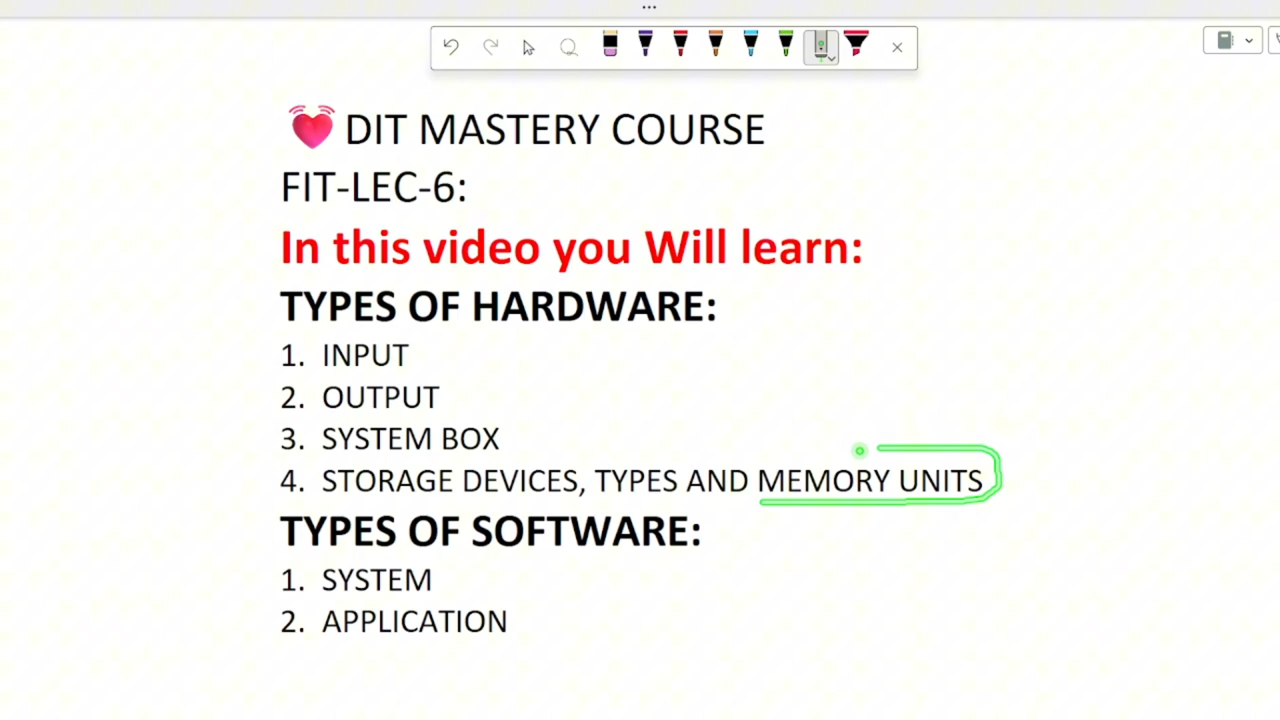 DIT MASTERY COURSE
FIT-LEC-6:
In this video you Will learn:
TYPES OF HARDWARE:
1. INPUT
2. OUTPUT
3. SYSTEM BOX
4. STORAGE DEVICES, TYPES AND MEMORY UNITS
TYPES OF SOFTWARE:
1. SYSTEM
2. APPLICATION